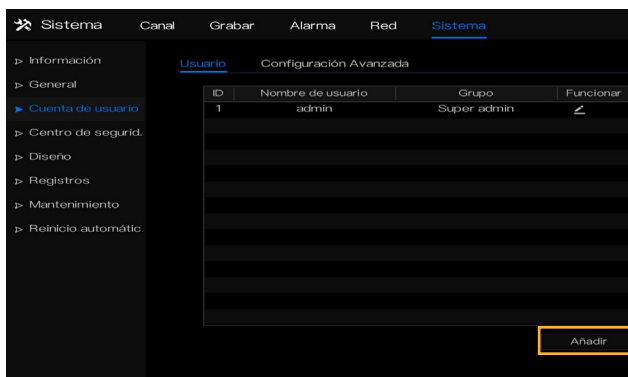 Sistema Canal Grabar Alarma Red Sistema
Información
General
Cuenta de usuario
Centro de segurid.
Diseño
Registros
Mantenimiento
Reinicio automátic.
Usuario Configuración Avanzada
ID Nombre de usuario Grupo Funcionar
1 admin Super admin
Añadir